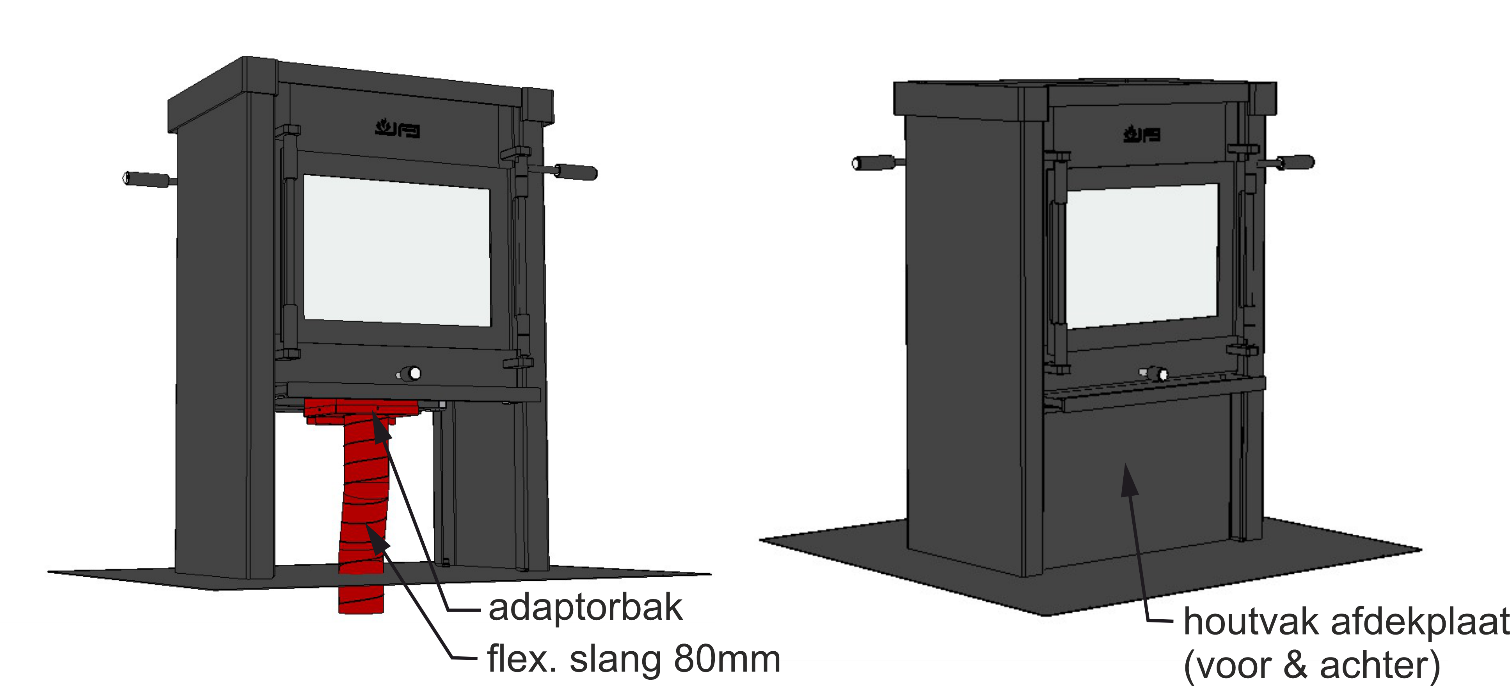 adaptorbak
flex. slang 80mm
houtvak afdekplaat
(voor & achter)